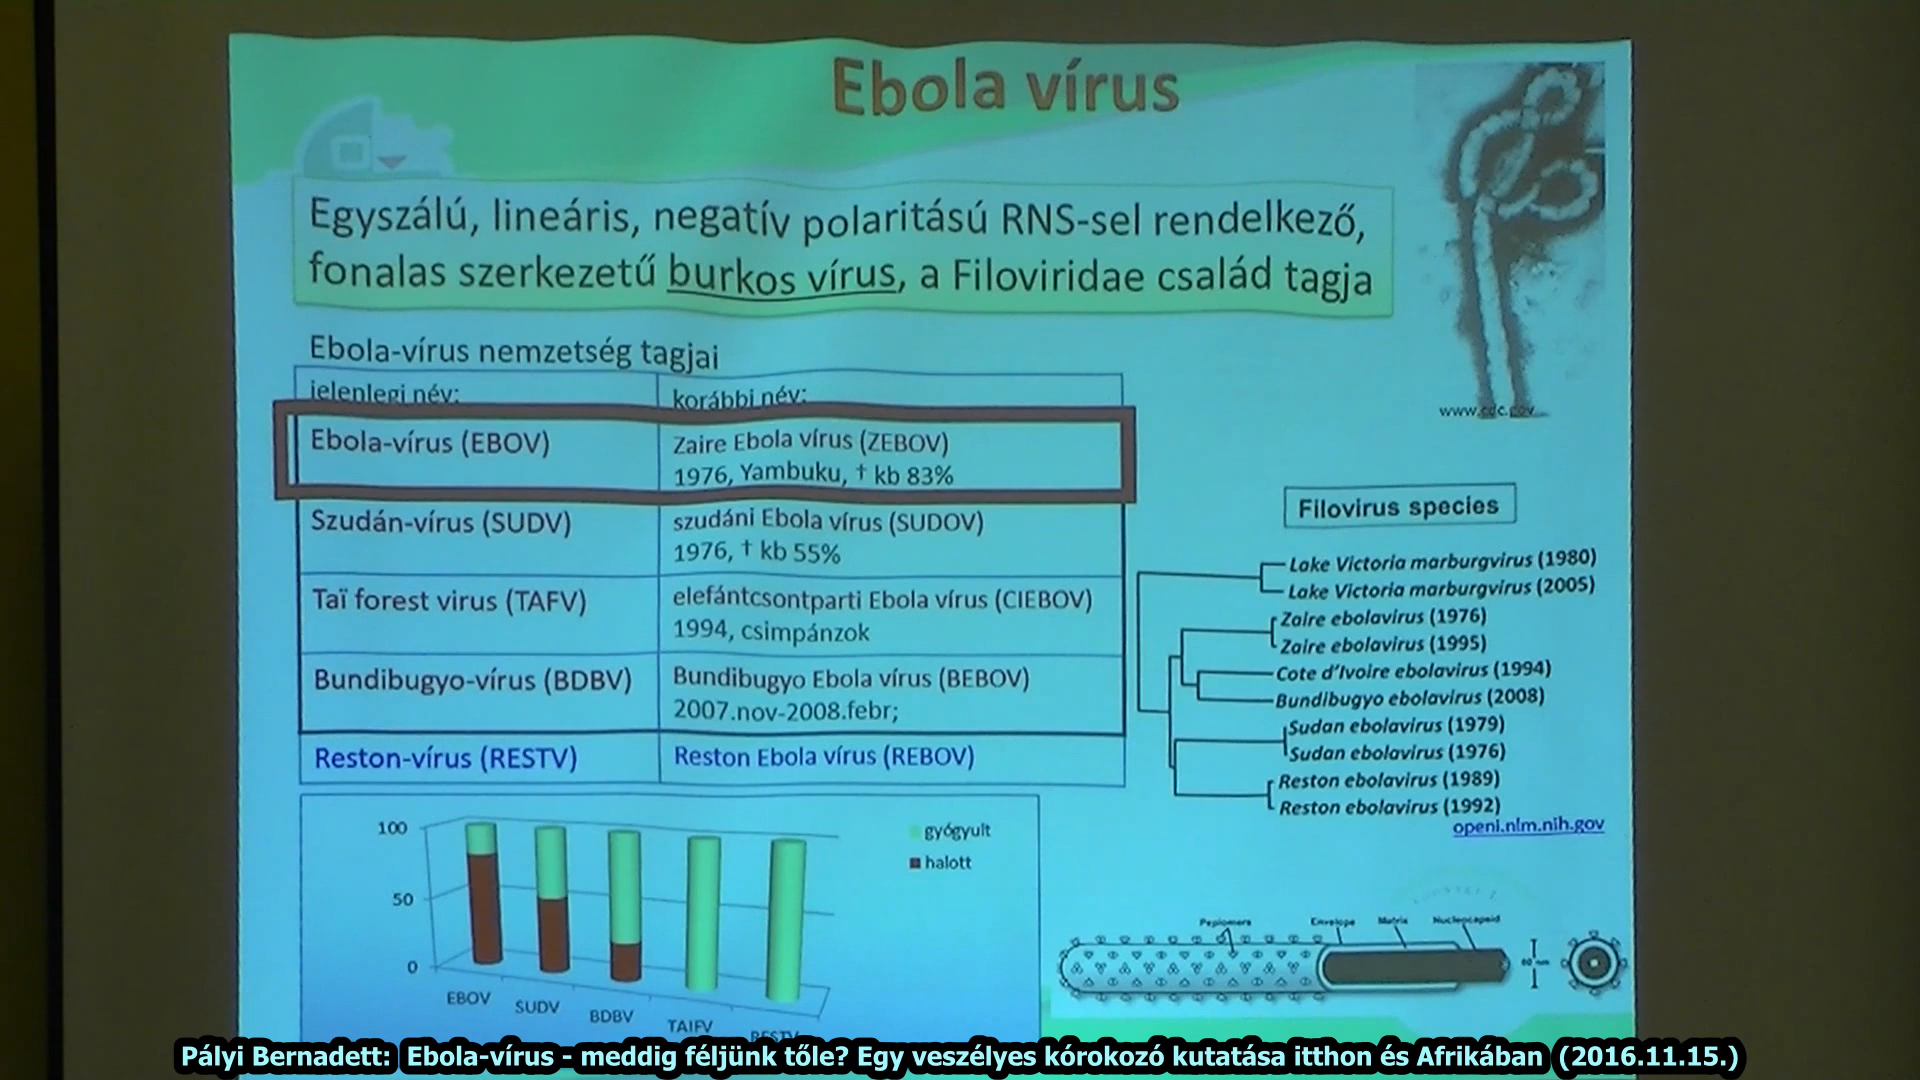 Ebola vírus
Egyszálú, lineáris, negatív polaritású RNS-sel rendelkező,
fonalas szerkezetű burkos vírus, a Filoviridae család tagja
www.cdc.gov
Ebola-vírus nemzetség tagjai
jelenlegi név:
korábbi név:
Ebola-vírus (EBOV)
Zaire Ebola vírus (ZEBOV)
1976, Yambuku, † kb 83%
Szudán-vírus (SUDV)
szudáni Ebola vírus (SUDOV)
1976, † kb 55%
Taï forest virus (TAFV)
elefántcsontparti Ebola vírus (CIEBOV)
1994, csimpánzok
Bundibugyo-vírus (BDBV)
Bundibugyo Ebola vírus (BEBOV)
2007.nov-2008.febr;
Reston-vírus (RESTV)
Reston Ebola vírus (REBOV)
Filovirus species
Lake Victoria marburgvirus (1980)
Lake Victoria marburgvirus (2005)
Zaire ebolavirus (1976)
Zaire ebolavirus (1995)
Cote d'Ivoire ebolavirus (1994)
Bundibugyo ebolavirus (2008)
Sudan ebolavirus (1979)
Sudan ebolavirus (1976)
Reston ebolavirus (1989)
Reston ebolavirus (1992)
openi.nlm.nih.gov
100
50
0
EBOV
SUDV
BDBV
TAIFV
RESTV
gyógyult
halott
Peplomers
Envelope
Matrix
Nucleocapsid
Pályi Bernadett: Ebola-vírus - meddig féljünk tőle? Egy veszélyes kórokozó kutatása itthon és Afrikában (2016.11.15.)